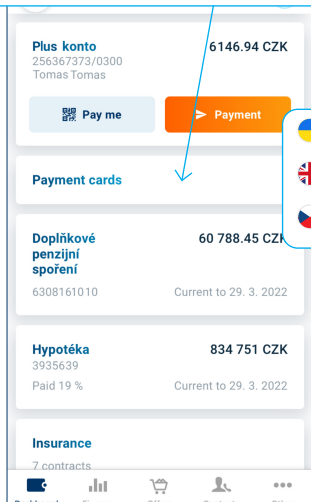 Plus konto 6146.94 CZK
256367373/0300
Tomas Tomas
Pay me Payment
Payment cards
Doplňkové 60 788.45 CZK
penzijní
spoření
6308161010 Current to 29. 3. 2022
Hypotéka 834 751 CZK
3935639
Paid 19 % Current to 29. 3. 2022
Insurance
7 contracts